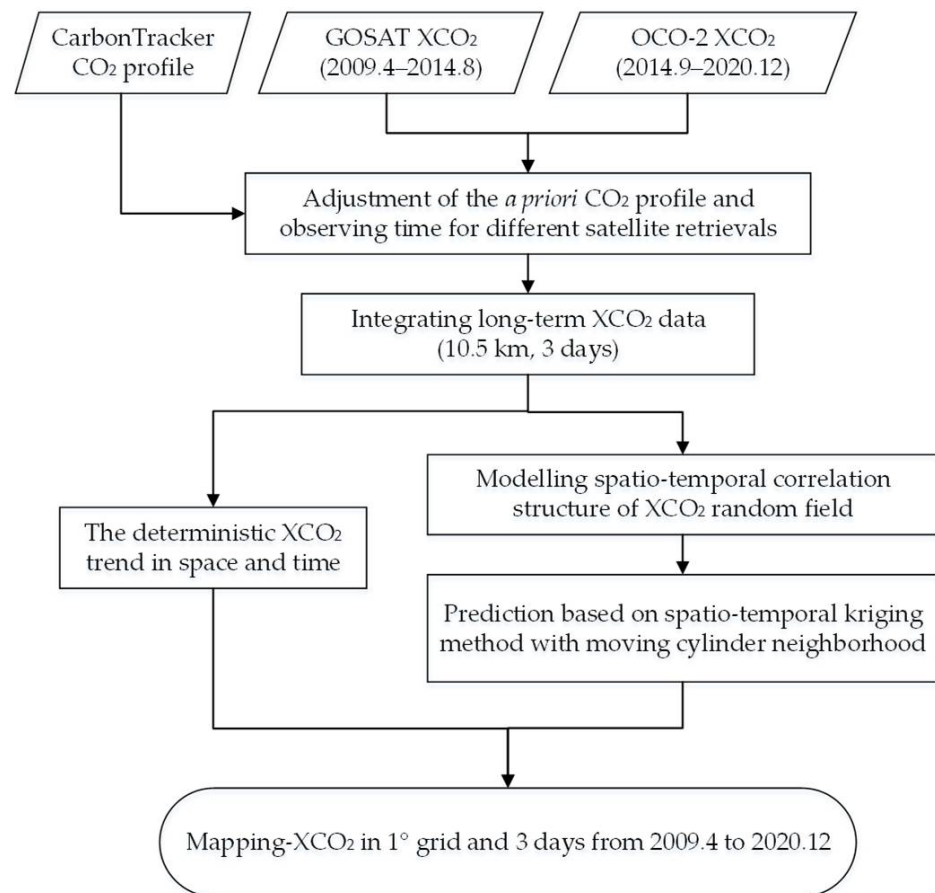 CarbonTracker
CO₂ profile
GOSAT XCO₂
(2009.4–2014.8)
OCO-2 XCO₂
(2014.9–2020.12)
Adjustment of the a priori CO₂ profile and
observing time for different satellite retrievals
Integrating long-term XCO₂ data
(10.5 km, 3 days)
The deterministic XCO₂
trend in space and time
Modelling spatio-temporal correlation
structure of XCO₂ random field
Prediction based on spatio-temporal kriging
method with moving cylinder neighborhood
Mapping-XCO₂ in 1° grid and 3 days from 2009.4 to 2020.12